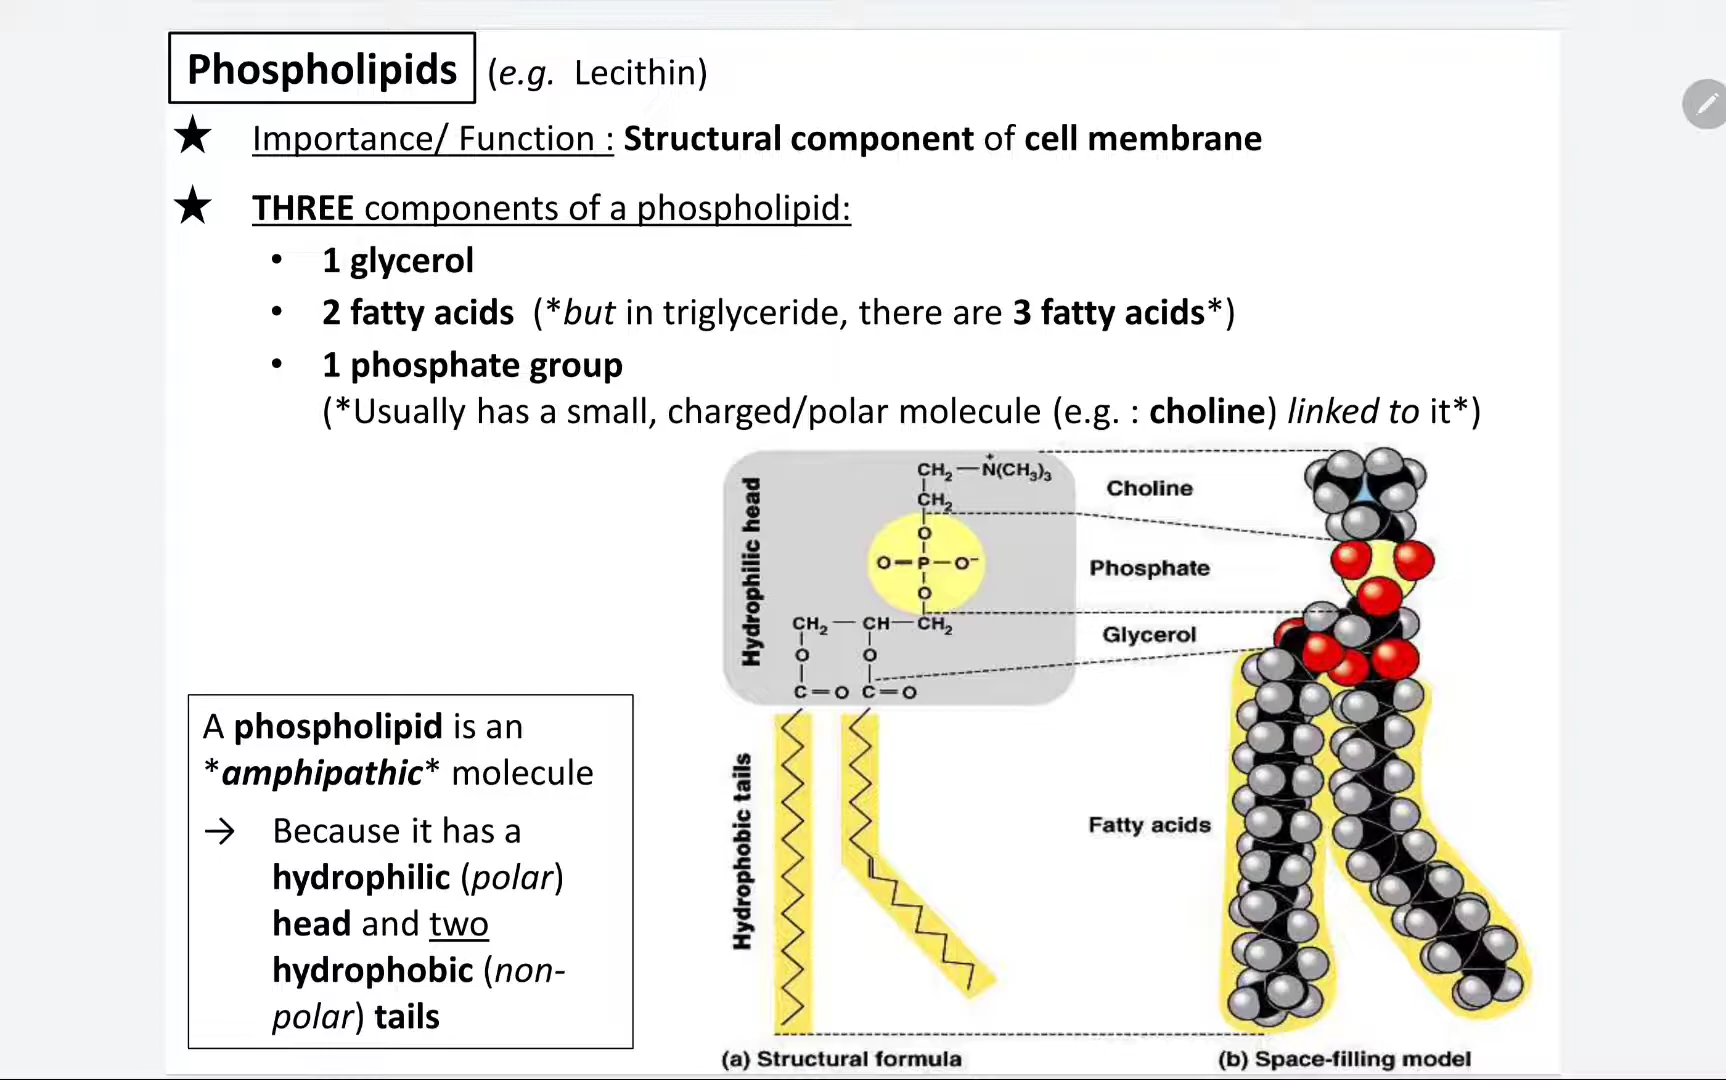 Phospholipids (e.g. Lecithin)
★ Importance/ Function : Structural component of cell membrane
★ THREE components of a phospholipid:
• 1 glycerol
• 2 fatty acids (*but in triglyceride, there are 3 fatty acids*)
• 1 phosphate group
(*Usually has a small, charged/polar molecule (e.g. : choline) linked to it*)
A phospholipid is an
*amphipathic* molecule
→ Because it has a
hydrophilic (polar)
head and two
hydrophobic (non-
polar) tails
Hydrophilic head
CH₂—N⁺(CH₃)₃
CH₂
O
O=P—O⁻
O
CH₂—CH—CH₂
O O
C=O C=O
Hydrophobic tails
Choline
Phosphate
Glycerol
Fatty acids
(a) Structural formula
(b) Space-filling model